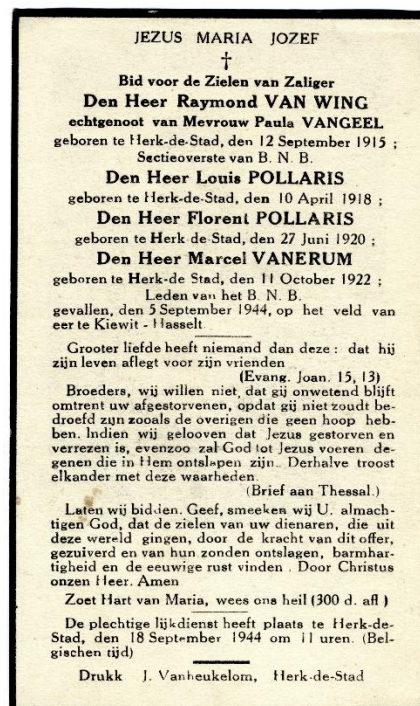 JEZUS MARIA JOZEF
†
Bid voor de Zielen van Zaliger
Den Heer Raymond VAN WING
echtgenoot van Mevrouw Paula VANGEEL
geboren te Herk-de-Stad, den 12 September 1915 ;
Sectieoverste van B. N. B.
Den Heer Louis POLLARIS
geboren te Herk-de-Stad, den 10 April 1918 ;
Den Heer Florent POLLARIS
geboren te Herk de-Stad, den 27 Juni 1920 ;
Den Heer Marcel VANERUM
geboren te Herk-de Stad, den 11 October 1922 ;
Leden van het B. N. B.
gevallen, den 5 September 1944, op het veld van
eer te Kiewit - Hasselt
Grooter liefde heeft niemand dan deze : dat hij
zijn leven aflegt voor zijn vrienden
(Evang. Joan. 15, 13)
Broeders, wij willen niet, dat gij onwetend blijft
omtrent uw afgestorvenen, opdat gij niet zoudt be-
droefd zijn zooals de overigen die geen hoop heb-
ben. Indien wij gelooven dat Jezus gestorven en
verrezen is, evenzoo zal God tot Jezus voeren de-
genen die in Hem ontslapen zijn. Derhalve troost
elkander met deze waarheden.
(Brief aan Thessal.)
Laten wij bidden. Geef, smeeken wij U. almach-
tigen God, dat de zielen van uw dienaren, die uit
deze wereld gingen, door de kracht van dit offer,
gezuiverd en van hun zonden ontslagen, barmhar-
tigheid en de eeuwige rust vinden . Door Christus
onzen Heer. Amen
Zoet Hart van Maria, wees ons heil (300 d. afl )
De plechtige lijkdienst heeft plaats te Herk-de-
Stad, den 18 September 1944 om 11 uren. (Bel-
gischen tijd)
Drukk J. Vanheukelom, Herk-de-Stad